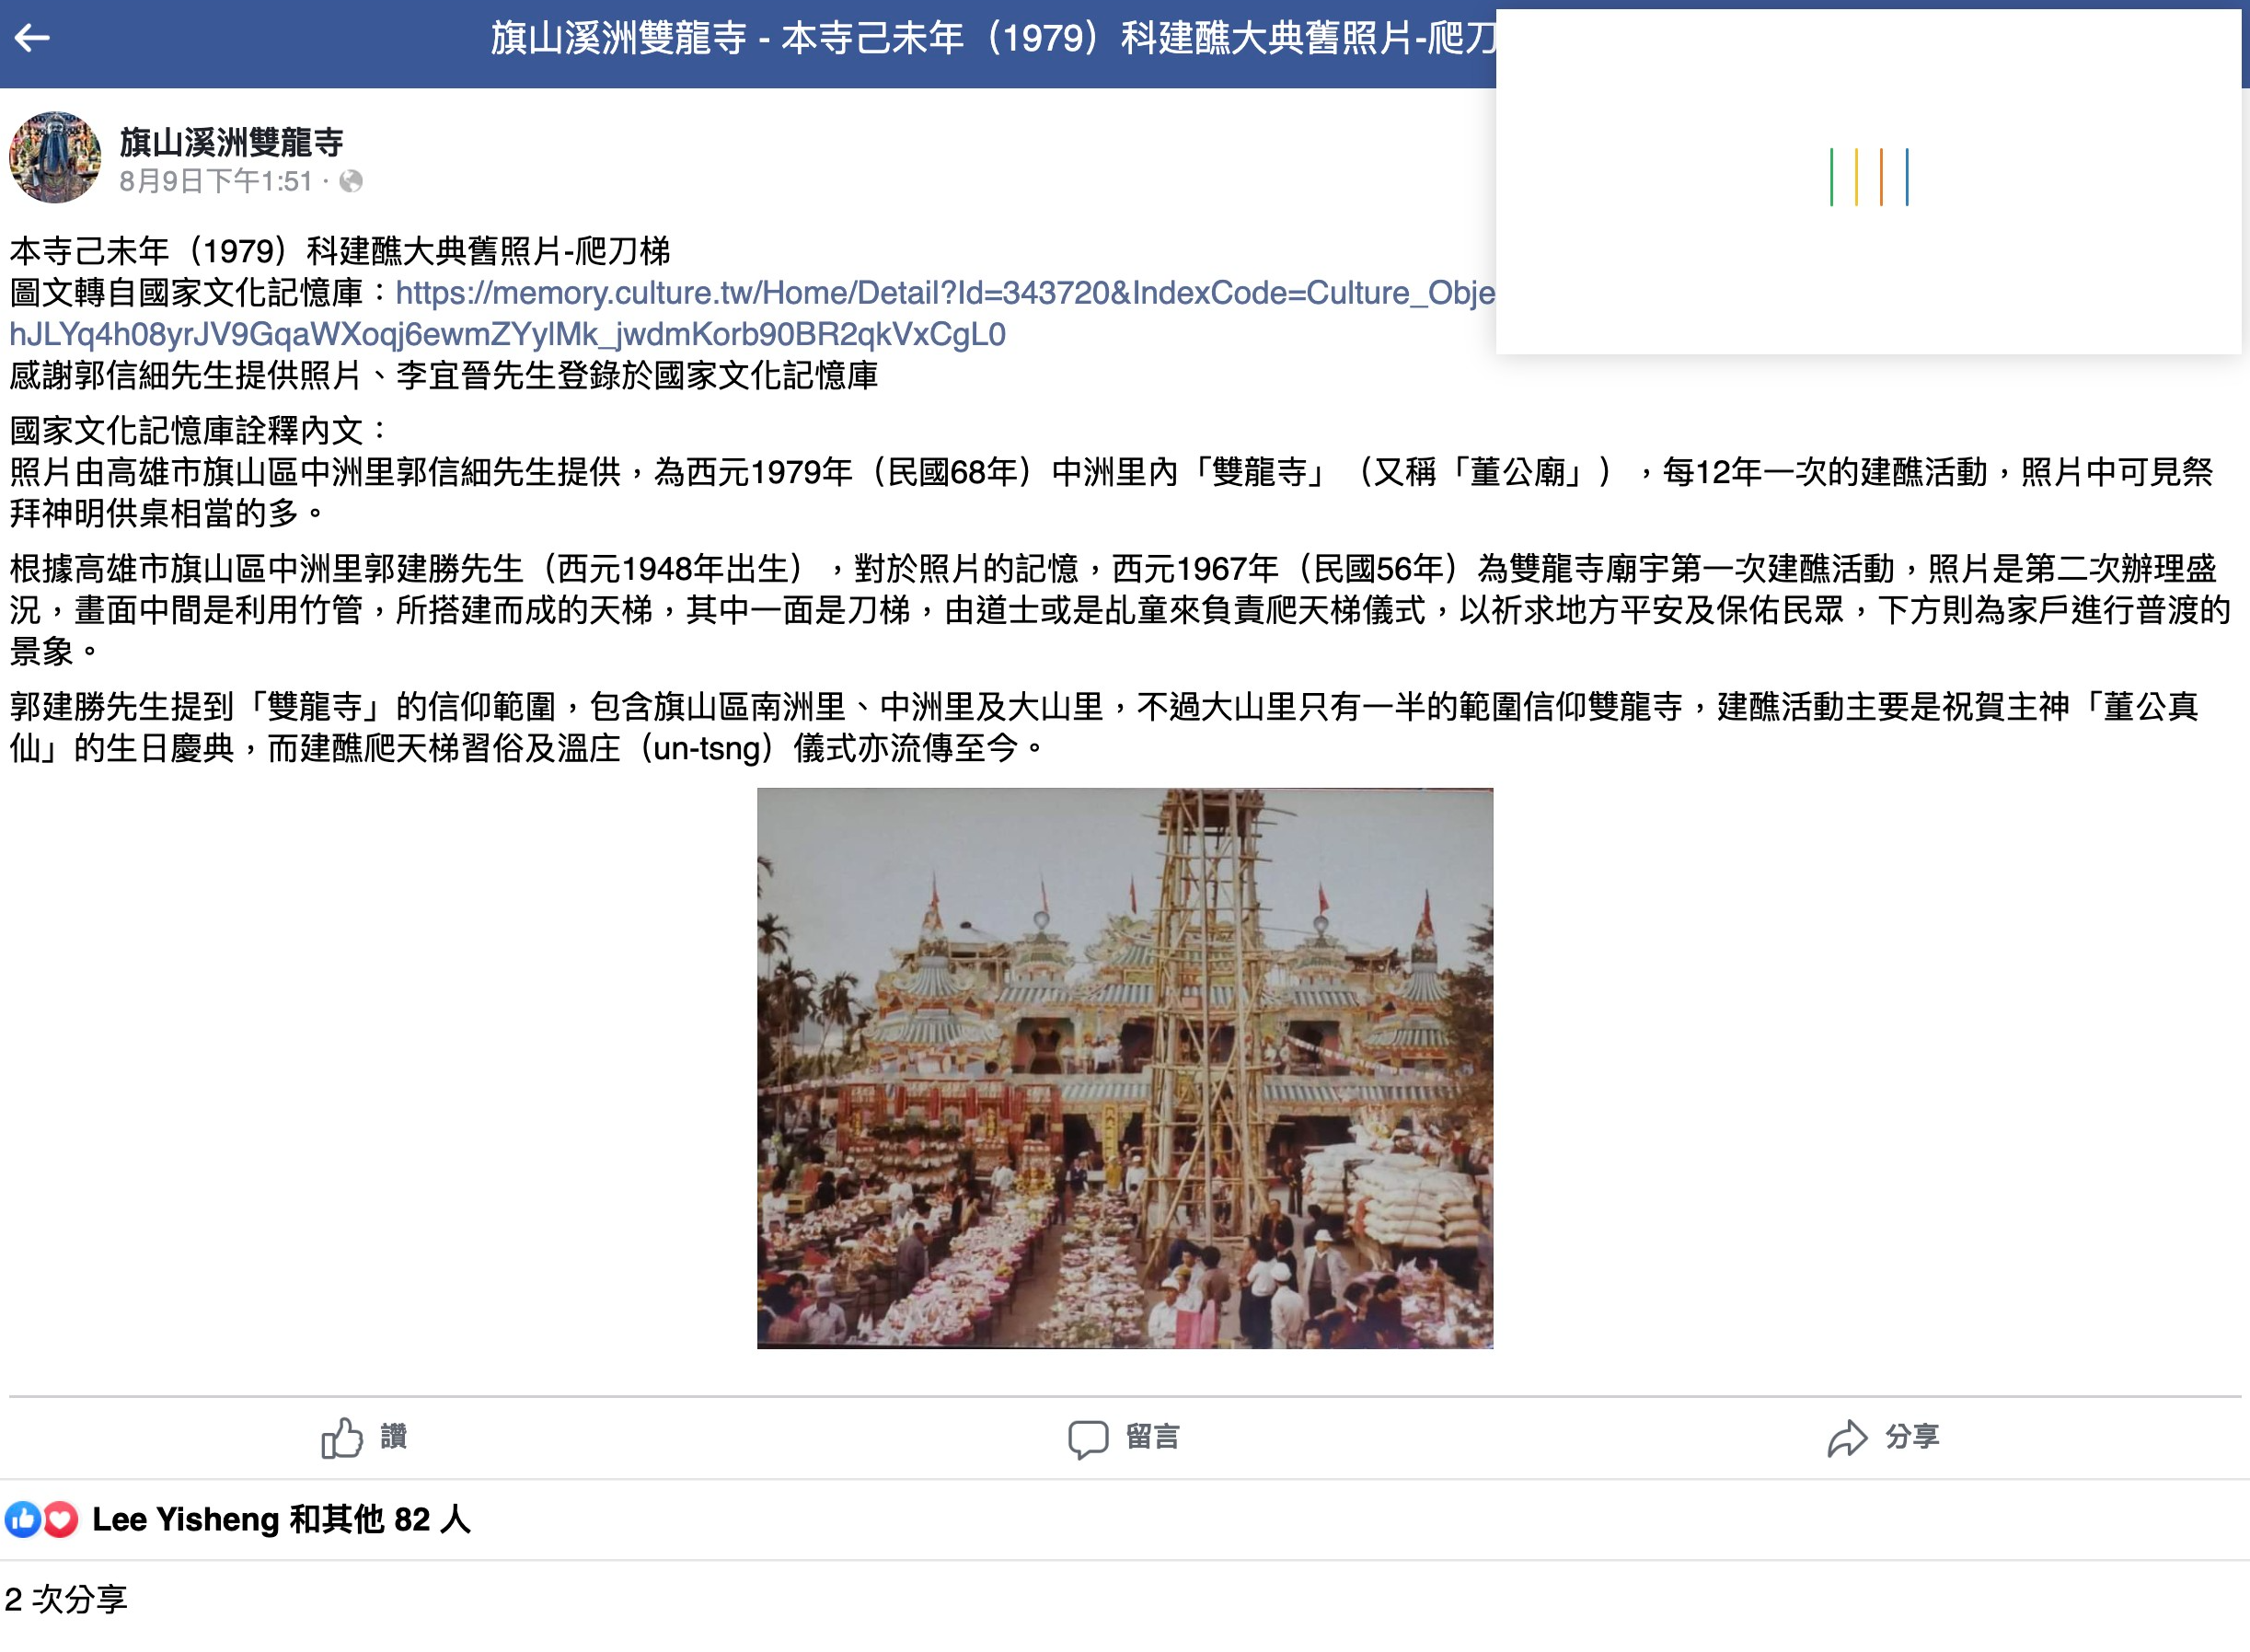 旗山溪洲雙龍寺 - 本寺己未年（1979）科建醮大典舊照片-爬刀
旗山溪洲雙龍寺
8月9日下午1:51 ·
本寺己未年（1979）科建醮大典舊照片-爬刀梯
圖文轉自國家文化記憶庫：https://memory.culture.tw/Home/Detail?Id=343720&IndexCode=Culture_Obje
hJLYq4h08yrJV9GqaWXoqj6ewmZYylMk_jwdmKorb90BR2qkVxCgL0
感謝郭信細先生提供照片、李宜晉先生登錄於國家文化記憶庫
國家文化記憶庫詮釋內文：
照片由高雄市旗山區中洲里郭信細先生提供，為西元1979年（民國68年）中洲里內「雙龍寺」（又稱「董公廟」），每12年一次的建醮活動，照片中可見祭
拜神明供桌相當的多。
根據高雄市旗山區中洲里郭建勝先生（西元1948年出生），對於照片的記憶，西元1967年（民國56年）為雙龍寺廟宇第一次建醮活動，照片是第二次辦理盛
況，畫面中間是利用竹管，所搭建而成的天梯，其中一面是刀梯，由道士或是乩童來負責爬天梯儀式，以祈求地方平安及保佑民眾，下方則為家戶進行普渡的
景象。
郭建勝先生提到「雙龍寺」的信仰範圍，包含旗山區南洲里、中洲里及大山里，不過大山里只有一半的範圍信仰雙龍寺，建醮活動主要是祝賀主神「董公真
仙」的生日慶典，而建醮爬天梯習俗及溫庄（un-tsng）儀式亦流傳至今。
讚
留言
分享
Lee Yisheng 和其他 82 人
2 次分享